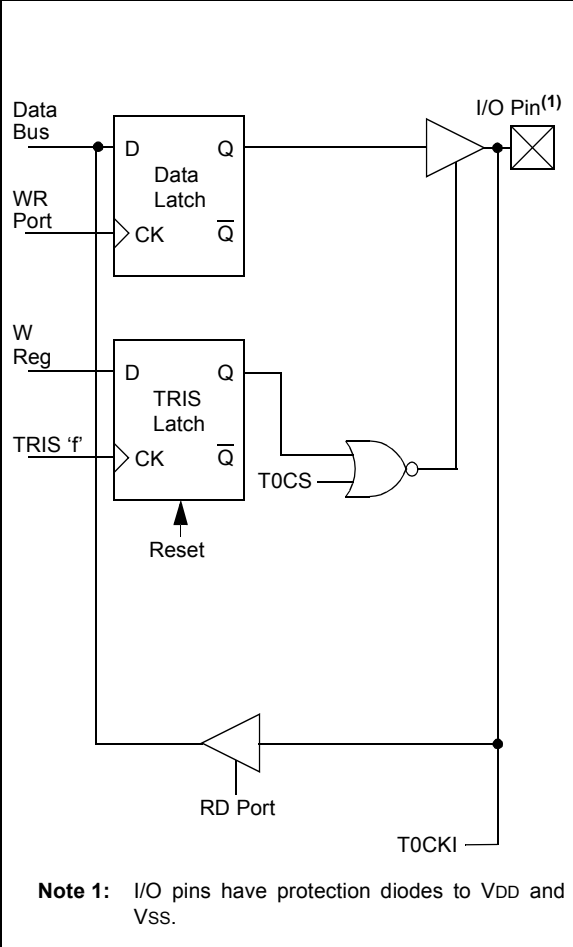 I/O Pin(1)
Data
Bus
D
Q
Data
Latch
WR
Port
CK
Q
W
Reg
D
Q
TRIS
Latch
TRIS ‘f’
CK
Q
T0CS
Reset
RD Port
T0CKI
Note 1: I/O pins have protection diodes to VDD and
VSS.